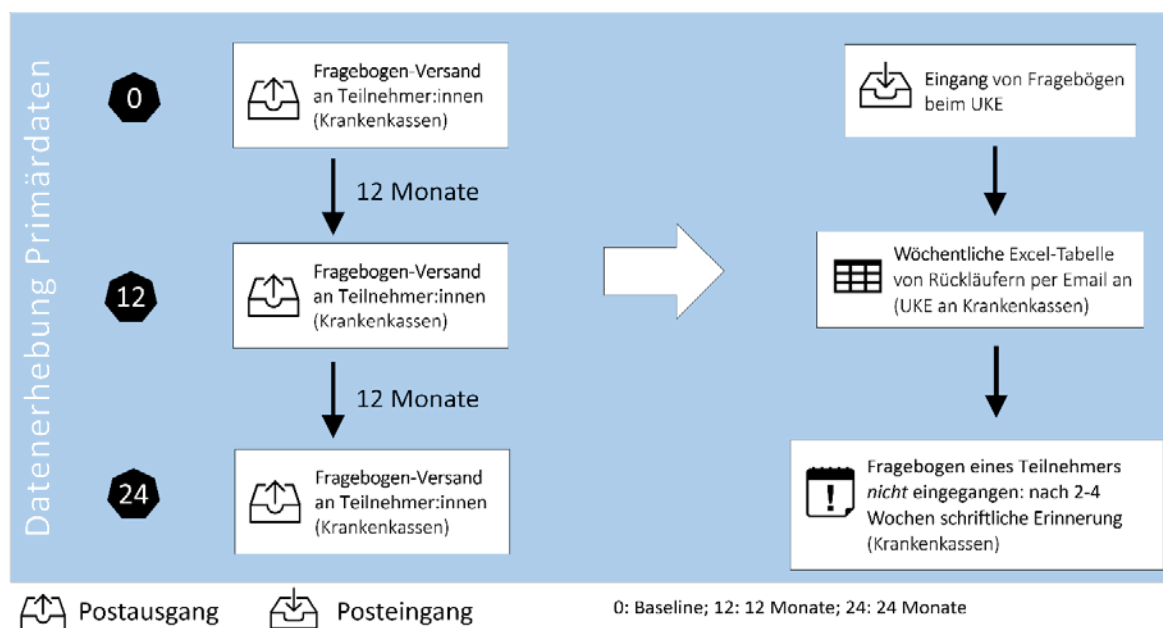 Datenerhebung Primärdaten
0
Fragebogen-Versand
an Teilnehmer:innen
(Krankenkassen)
12 Monate
12
Fragebogen-Versand
an Teilnehmer:innen
(Krankenkassen)
12 Monate
24
Fragebogen-Versand
an Teilnehmer:innen
(Krankenkassen)
Eingang von Fragebögen
beim UKE
Wöchentliche Excel-Tabelle
von Rückläufern per Email an
(UKE an Krankenkassen)
Fragebogen eines Teilnehmers
nicht eingegangen: nach 2-4
Wochen schriftliche Erinnerung
(Krankenkassen)
Postausgang
Posteingang
0: Baseline; 12: 12 Monate; 24: 24 Monate